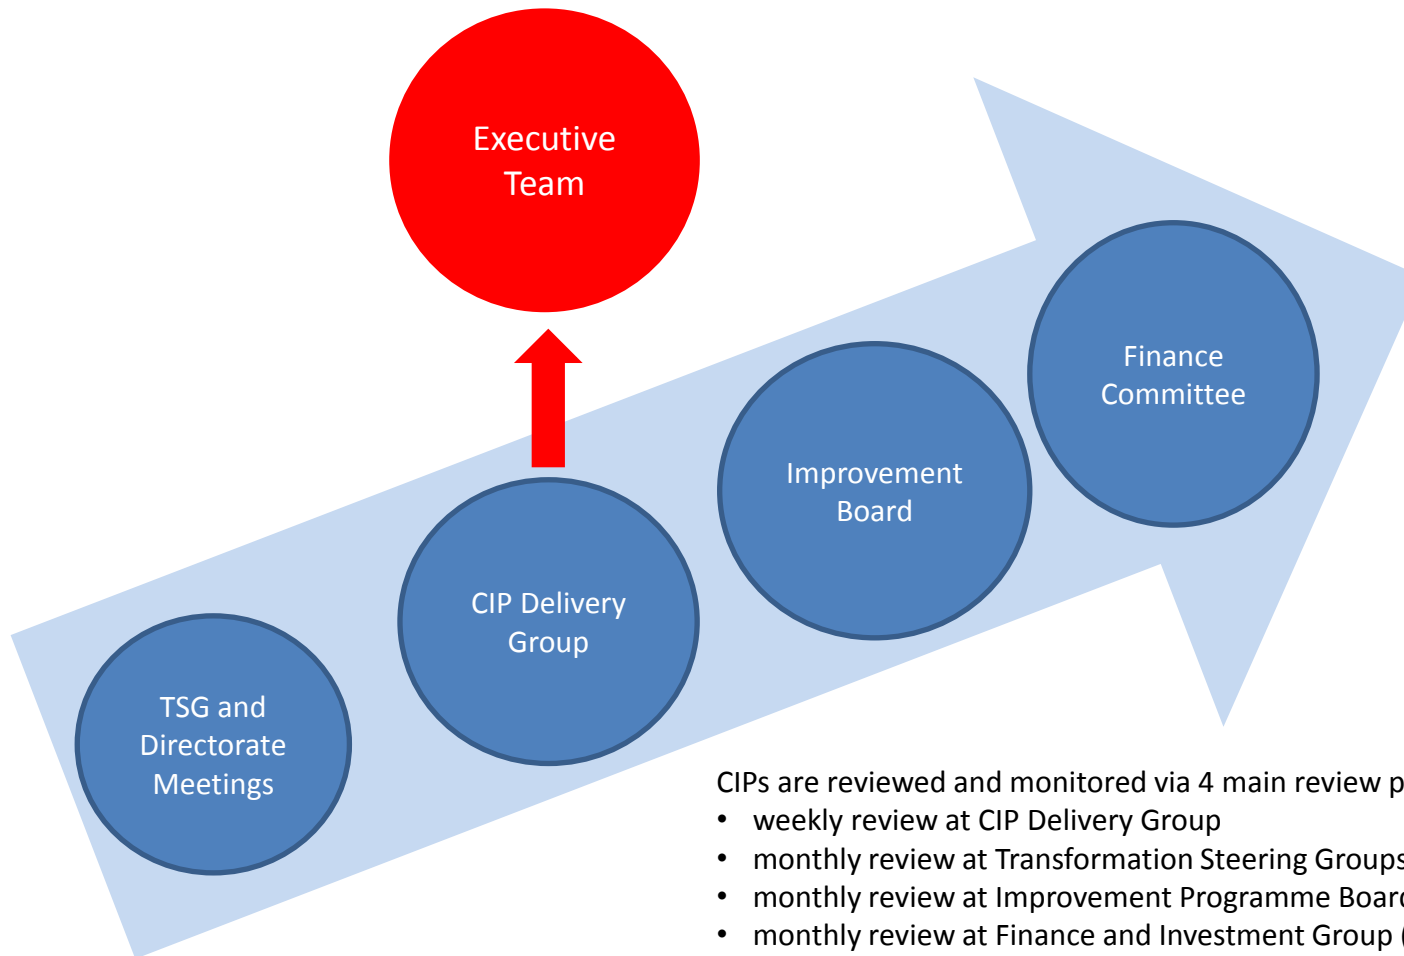 Executive
Team
Finance
Committee
Improvement
Board
CIP Delivery
Group
TSG and
Directorate
Meetings
CIPs are reviewed and monitored via 4 main review p
• weekly review at CIP Delivery Group
• monthly review at Transformation Steering Groups
• monthly review at Improvement Programme Board
• monthly review at Finance and Investment Group (